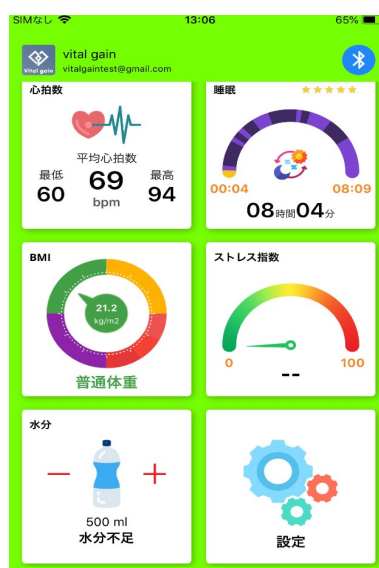 SIMなし 13:06 65%
vital gain
Vital gain vitalgaintest@gmail.com
心拍数
平均心拍数
最低 69 最高
60 bpm 94
睡眠
00:04 08:09
08時間04分
BMI
21.2
kg/m2
普通体重
ストレス指数
0 100
--
水分
500 ml
水分不足
設定